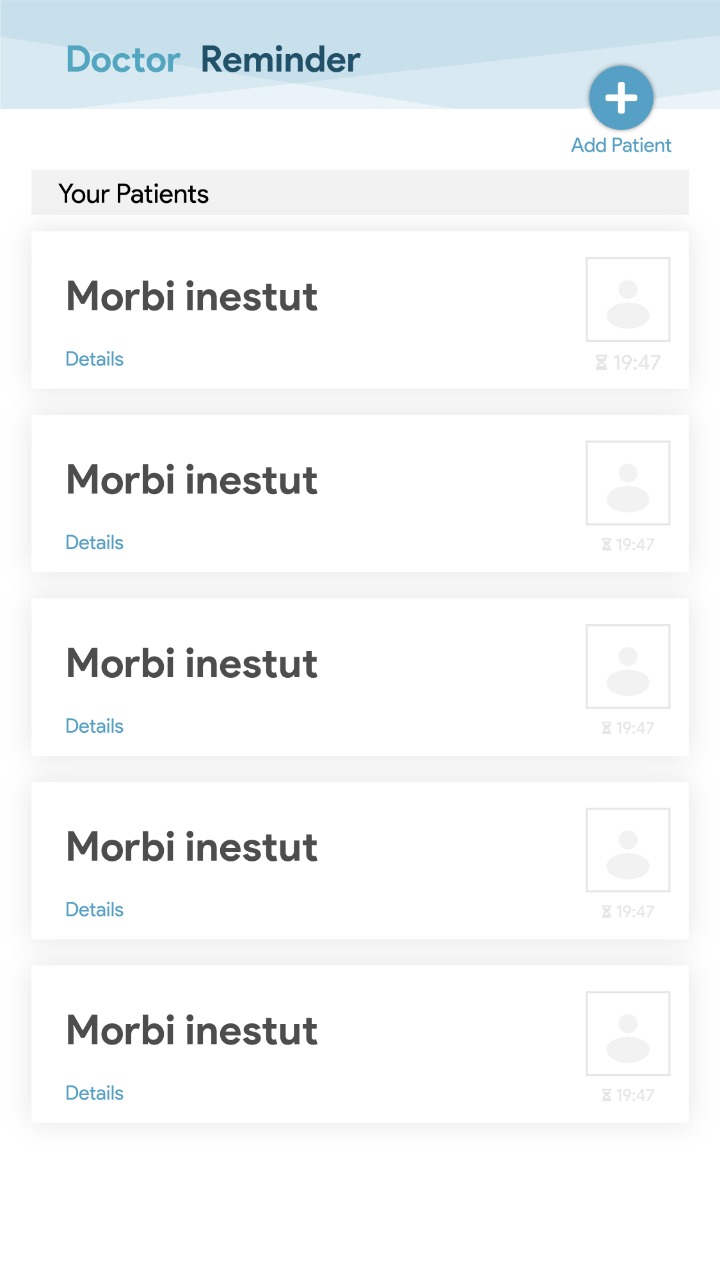 Doctor Reminder
Add Patient
Your Patients
Morbi inestut
Details
19:47
Morbi inestut
Details
19:47
Morbi inestut
Details
19:47
Morbi inestut
Details
19:47
Morbi inestut
Details
19:47